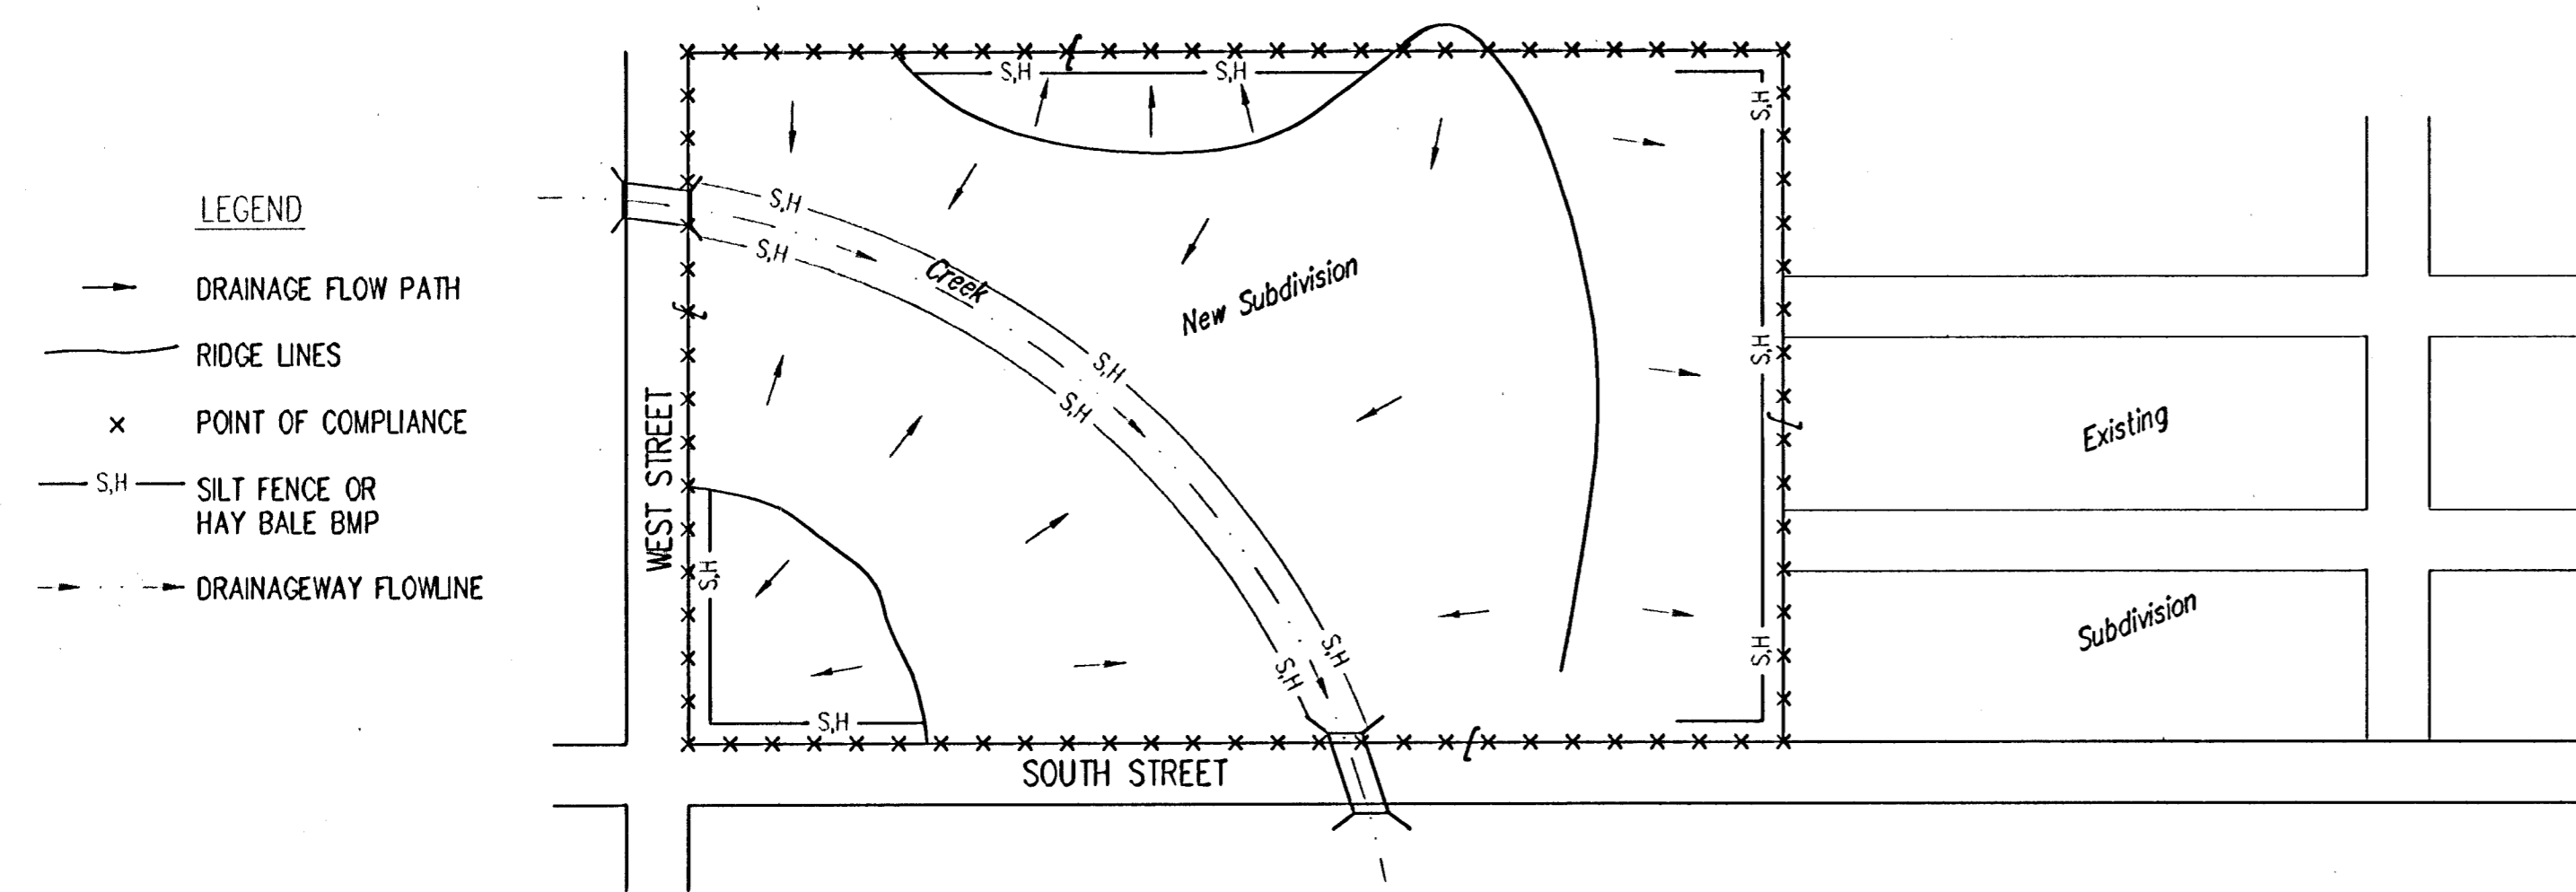 LEGEND
DRAINAGE FLOW PATH
RIDGE LINES
POINT OF COMPLIANCE
S,H
SILT FENCE OR
HAY BALE BMP
DRAINAGEWAY FLOWLINE
S,H
S,H
S,H
S,H
S,H
Creek
New Subdivision
S,H
S,H
S,H
WEST STREET
Existing
S,H
Subdivision
S,H
S,H
S,H
S,H
SOUTH STREET